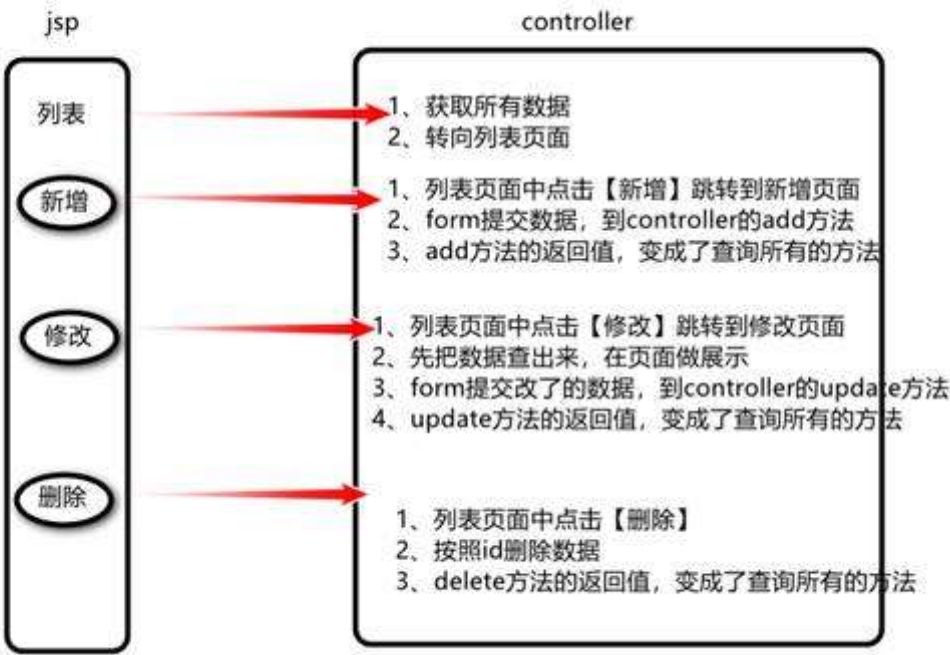 jsp
controller
列表
1、获取所有数据
2、转向列表页面
新增
1、列表页面中点击【新增】跳转到新增页面
2、form提交数据，到controller的add方法
3、add方法的返回值，变成了查询所有的方法
修改
1、列表页面中点击【修改】跳转到修改页面
2、先把数据查出来，在页面做展示
3、form提交改了的数据，到controller的update方法
4、update方法的返回值，变成了查询所有的方法
删除
1、列表页面中点击【删除】
2、按照id删除数据
3、delete方法的返回值，变成了查询所有的方法